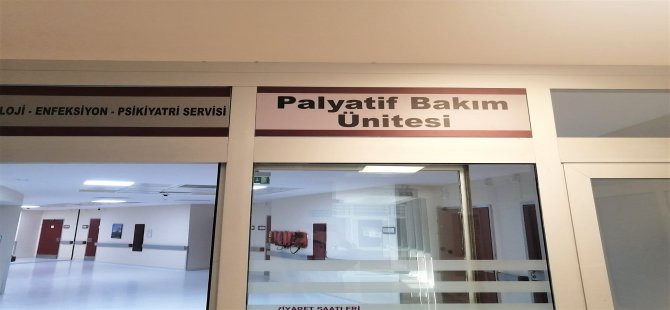 LOJİ - ENFEKSİYON - PSİKİYATRİ SERVİSİ
Palyatif Bakım
Ünitesi
ZİYARET SAATLERİ